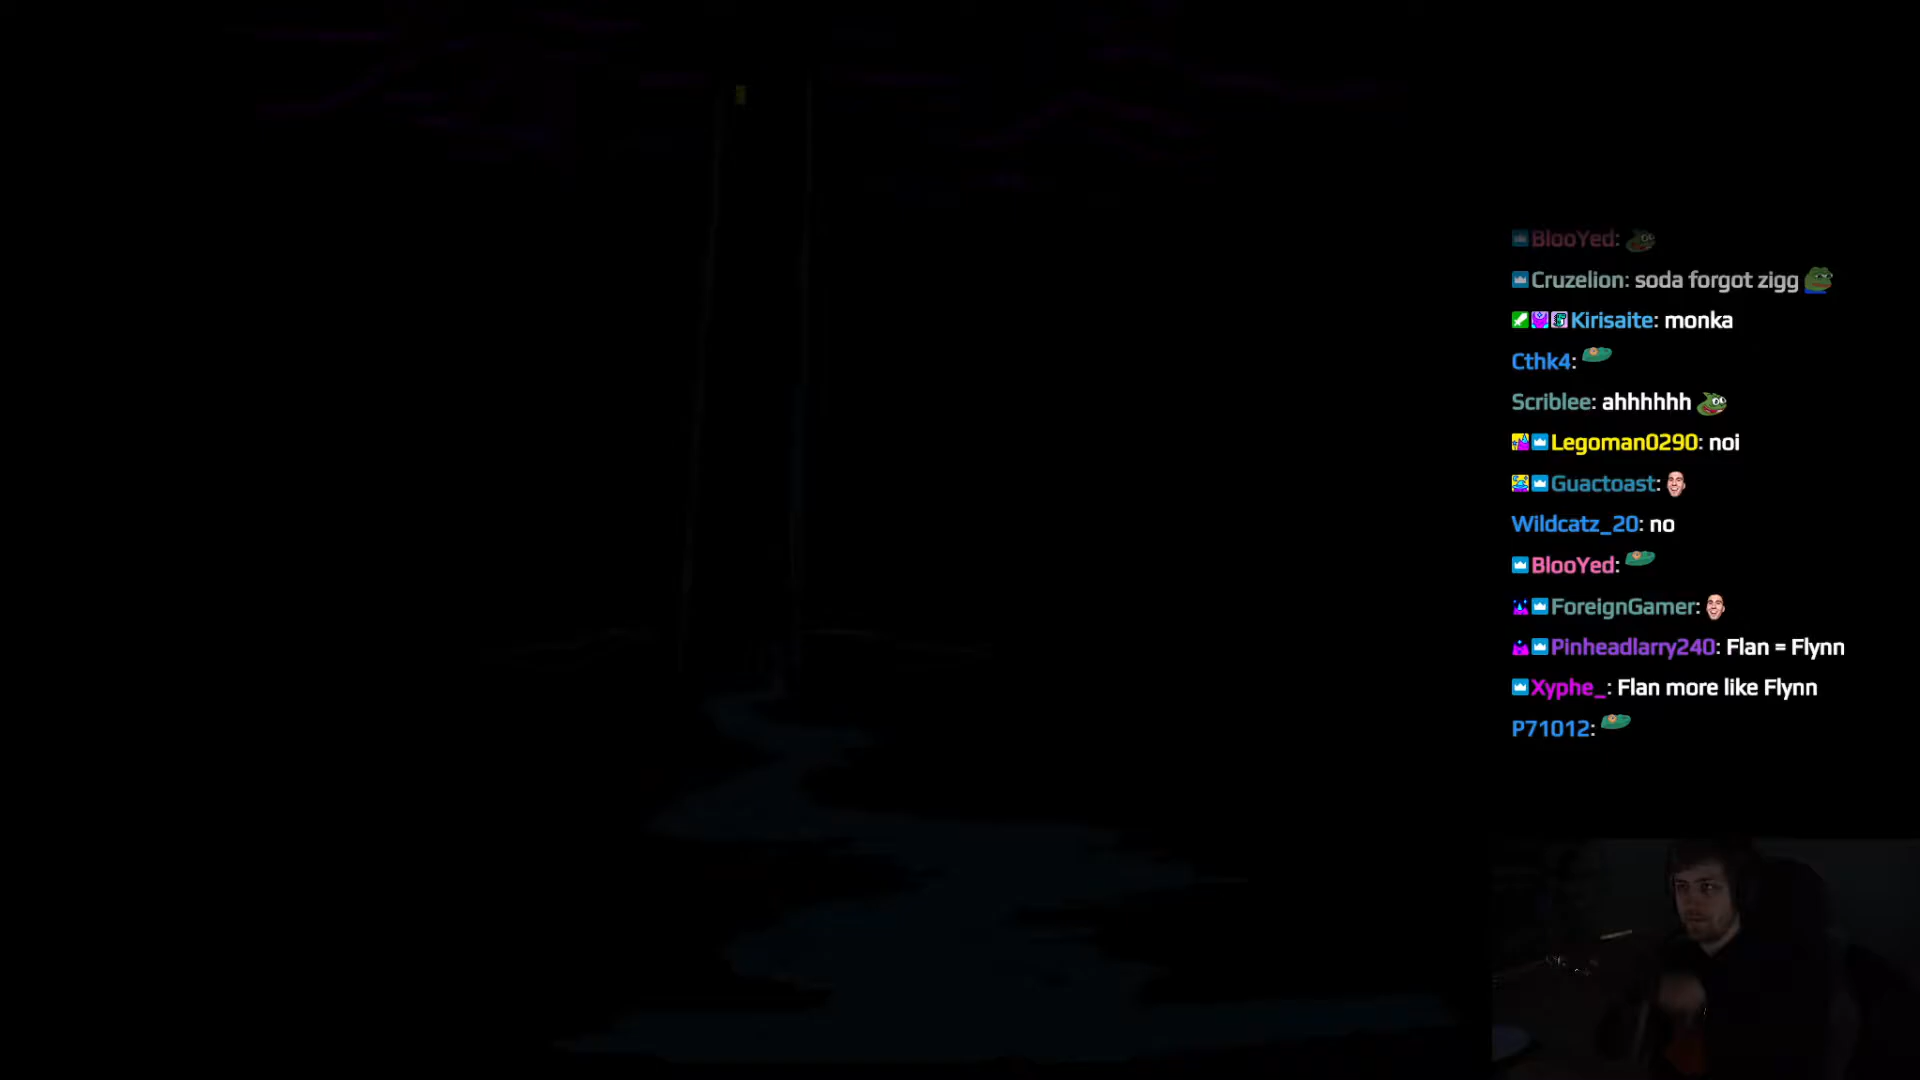 BlooYed:
Cruzelion: soda forgot zigg
Kirisaite: monka
Cthk4:
Scriblee: ahhhhhh
Legoman0290: noi
Guactoast:
Wildcatz_20: no
BlooYed:
ForeignGamer:
Pinheadlarry240: Flan = Flynn
Xyphe_: Flan more like Flynn
P71012: